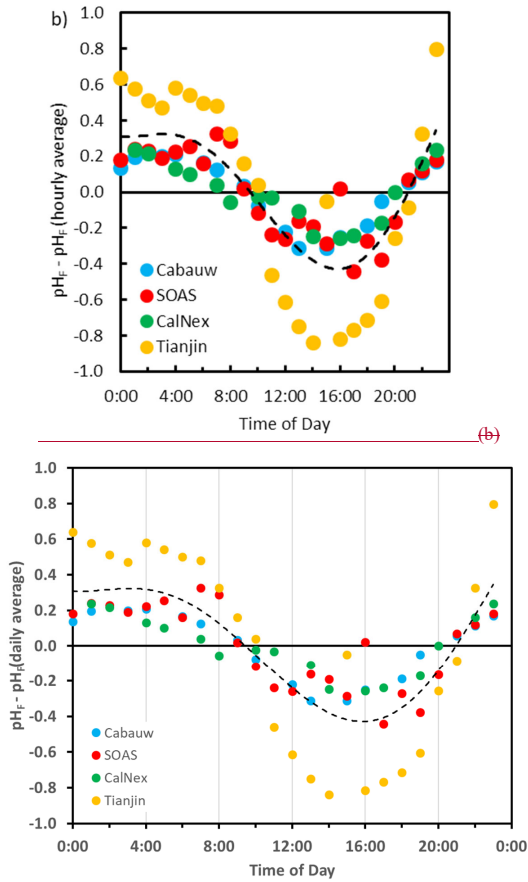 b)
1.0
0.8
0.6
0.4
0.2
0.0
-0.2
-0.4
-0.6
-0.8
-1.0
pHF - pHF (hourly average)
Cabauw
SOAS
CalNex
Tianjin
0:00 4:00 8:00 12:00 16:00 20:00
Time of Day
(b)
1.0
0.8
0.6
0.4
0.2
0.0
-0.2
-0.4
-0.6
-0.8
-1.0
pHF - pHF(daily average)
Cabauw
SOAS
CalNex
Tianjin
0:00 4:00 8:00 12:00 16:00 20:00 0:00
Time of Day